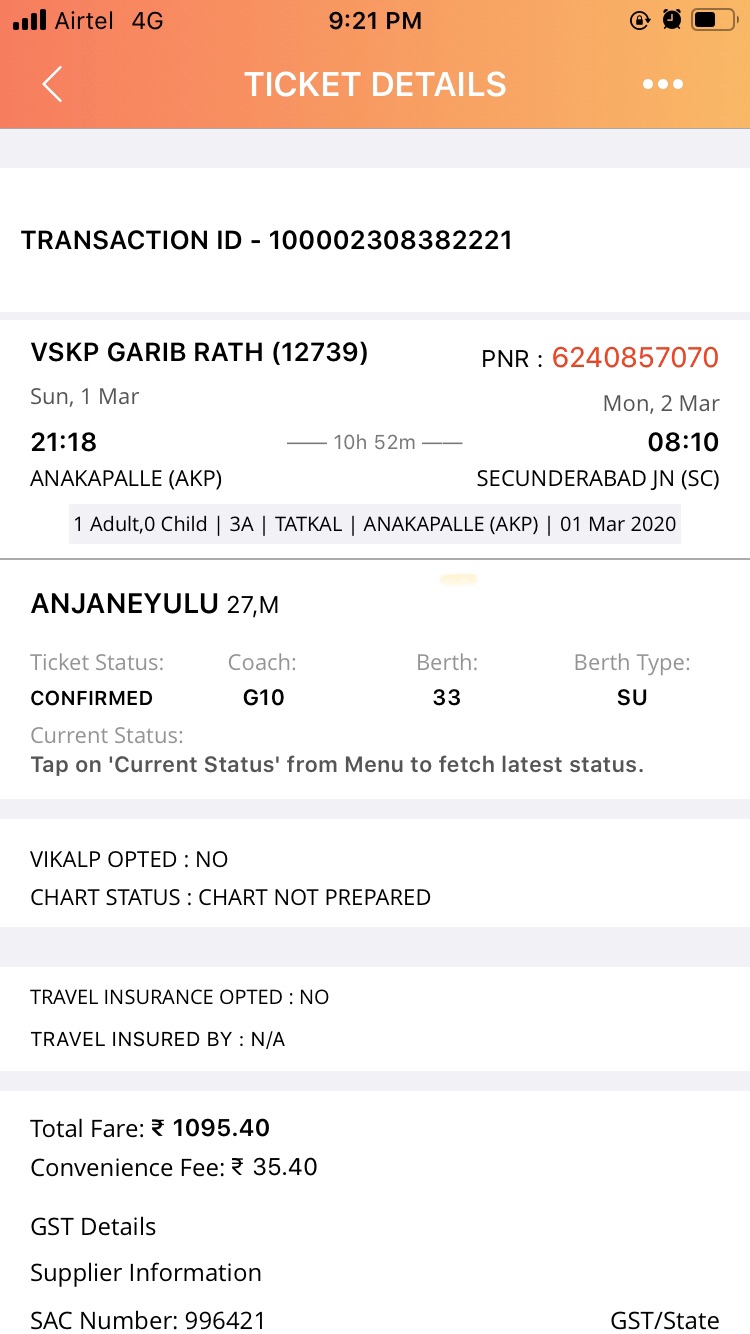 Airtel 4G 9:21 PM
TICKET DETAILS
TRANSACTION ID - 100002308382221
VSKP GARIB RATH (12739) PNR : 6240857070
Sun, 1 Mar Mon, 2 Mar
21:18 10h 52m 08:10
ANAKAPALLE (AKP) SECUNDERABAD JN (SC)
1 Adult,0 Child | 3A | TATKAL | ANAKAPALLE (AKP) | 01 Mar 2020
ANJANEYULU 27,M
Ticket Status: Coach: Berth: Berth Type:
CONFIRMED G10 33 SU
Current Status:
Tap on 'Current Status' from Menu to fetch latest status.
VIKALP OPTED : NO
CHART STATUS : CHART NOT PREPARED
TRAVEL INSURANCE OPTED : NO
TRAVEL INSURED BY : N/A
Total Fare: ₹ 1095.40
Convenience Fee: ₹ 35.40
GST Details
Supplier Information
SAC Number: 996421 GST/State